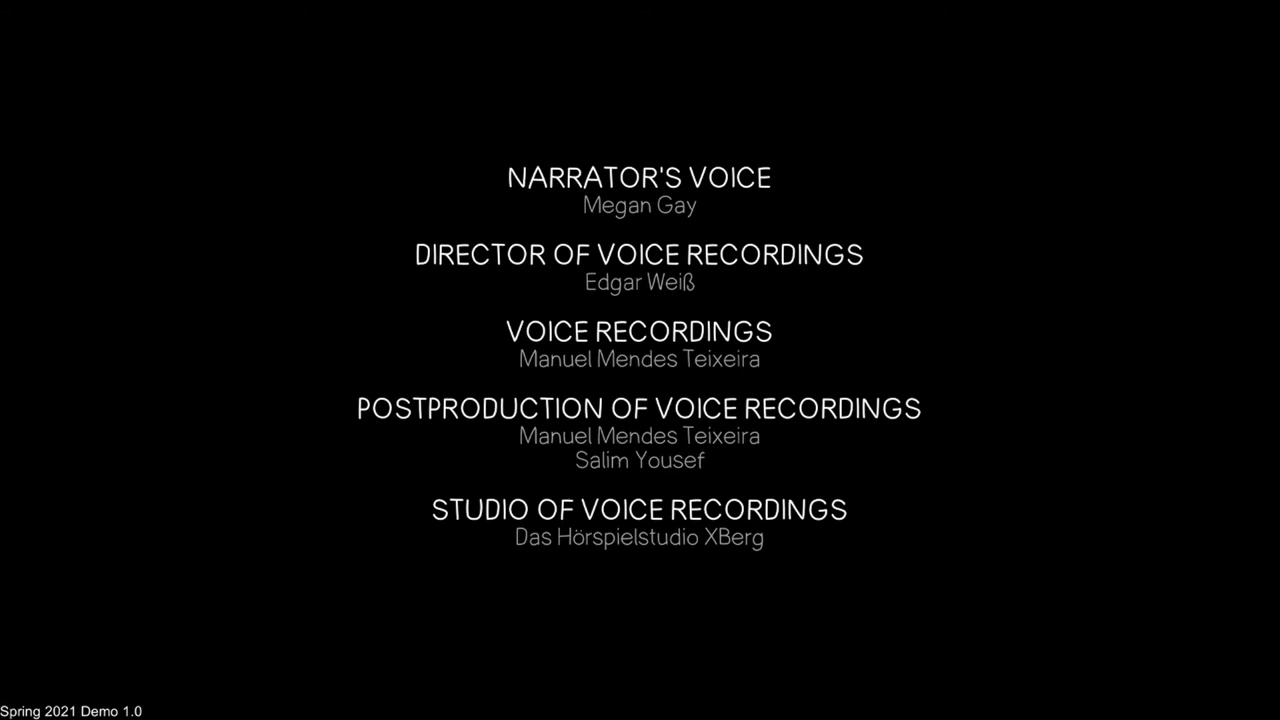 NARRATOR'S VOICE
Megan Gay
DIRECTOR OF VOICE RECORDINGS
Edgar Weiß
VOICE RECORDINGS
Manuel Mendes Teixeira
POSTPRODUCTION OF VOICE RECORDINGS
Manuel Mendes Teixeira
Salim Yousef
STUDIO OF VOICE RECORDINGS
Das Hörspielstudio XBerg
Spring 2021 Demo 1.0